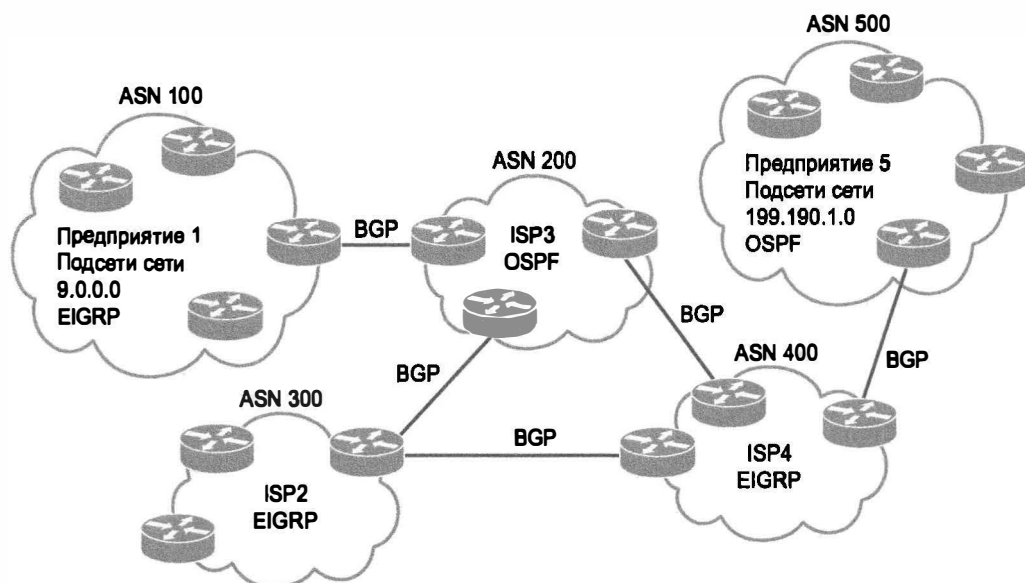 ASN 500
ASN 100
ASN 200
Предприятие 1
Подсети сети
9.0.0.0
EIGRP
BGP
ISP3
OSPF
Предприятие 5
Подсети сети
199.190.1.0
OSPF
BGP
BGP
BGP
ASN 400
ASN 300
BGP
ISP2
EIGRP
ISP4
EIGRP